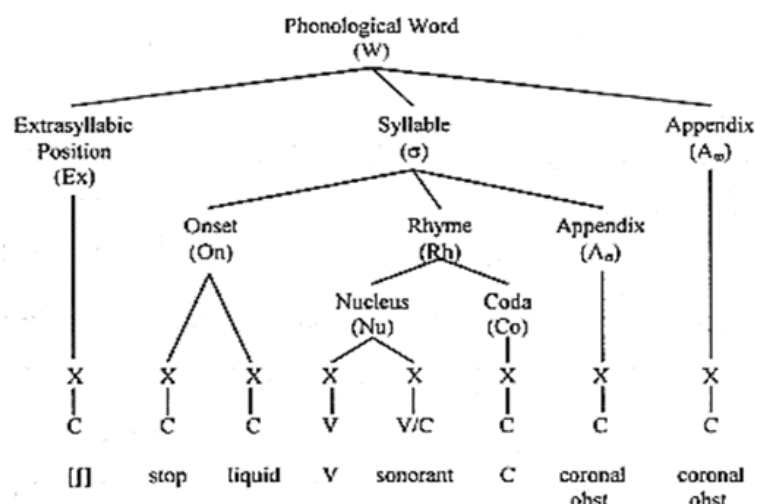 Phonological Word
(W)
Extrasyllabic Syllable Appendix
Position (σ) (Aω)
(Ex)
Onset Rhyme Appendix
(On) (Rh) (Aσ)
Nucleus Coda
(Nu) (Co)
X X X X X X X X
C C C V V/C C C C
[ʃ] stop liquid V sonorant C coronal coronal
obst. obst.